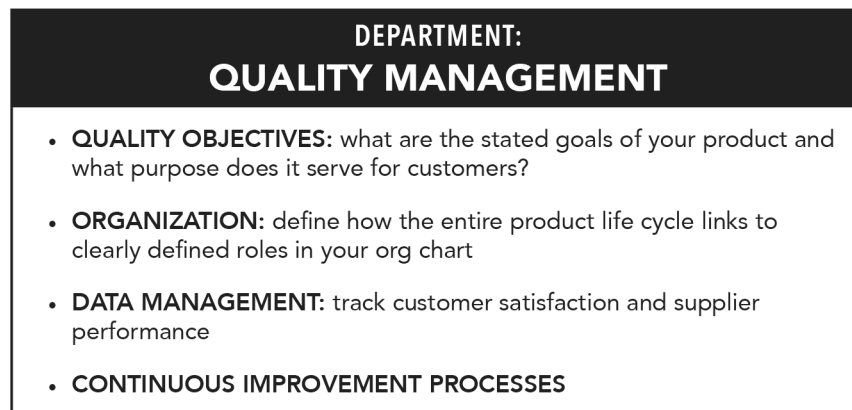 DEPARTMENT:
QUALITY MANAGEMENT
• QUALITY OBJECTIVES: what are the stated goals of your product and
what purpose does it serve for customers?
• ORGANIZATION: define how the entire product life cycle links to
clearly defined roles in your org chart
• DATA MANAGEMENT: track customer satisfaction and supplier
performance
• CONTINUOUS IMPROVEMENT PROCESSES